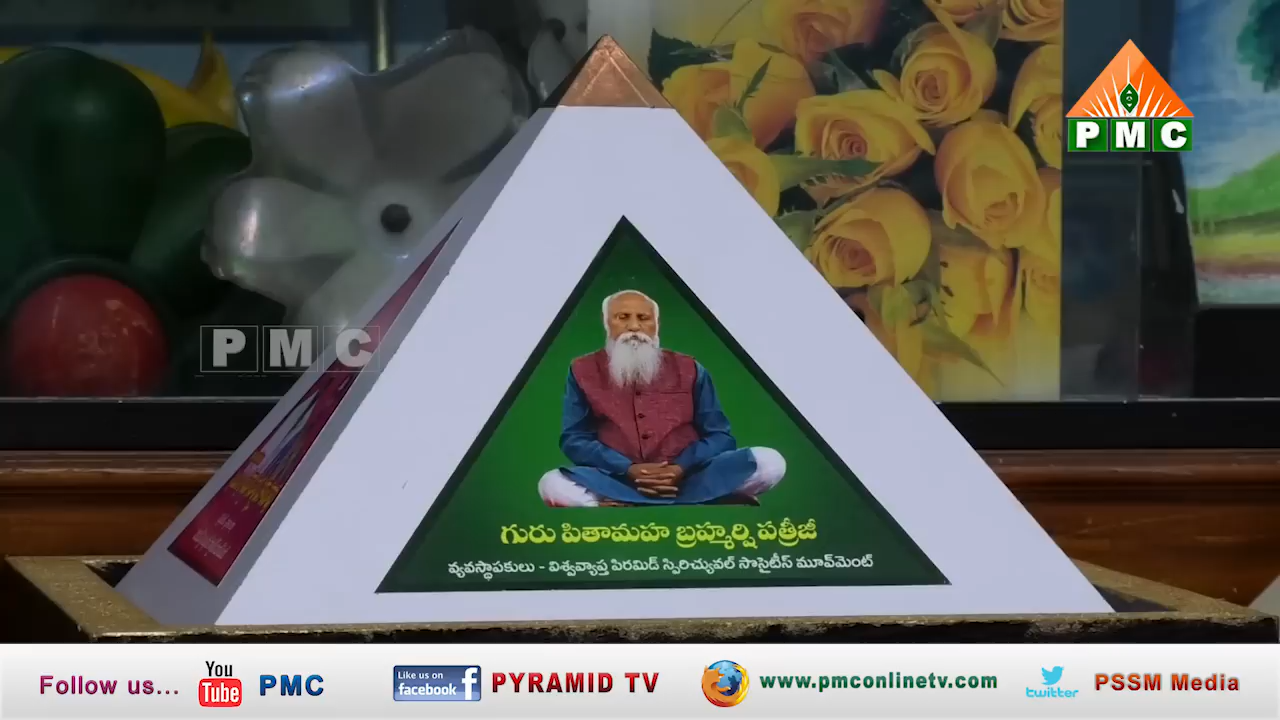 PMC
PMC
గురు పితామహ బ్రహ్మర్షి పత్రీజీ
వ్యవస్థాపకులు - విశ్వవ్యాప్త పిరమిడ్ స్పిరిచ్యువల్ సొసైటీస్ మూవ్‌మెంట్
Follow us... You Tube PMC Like us on facebook f PYRAMID TV www.pmconlinetv.com twitter PSSM Media